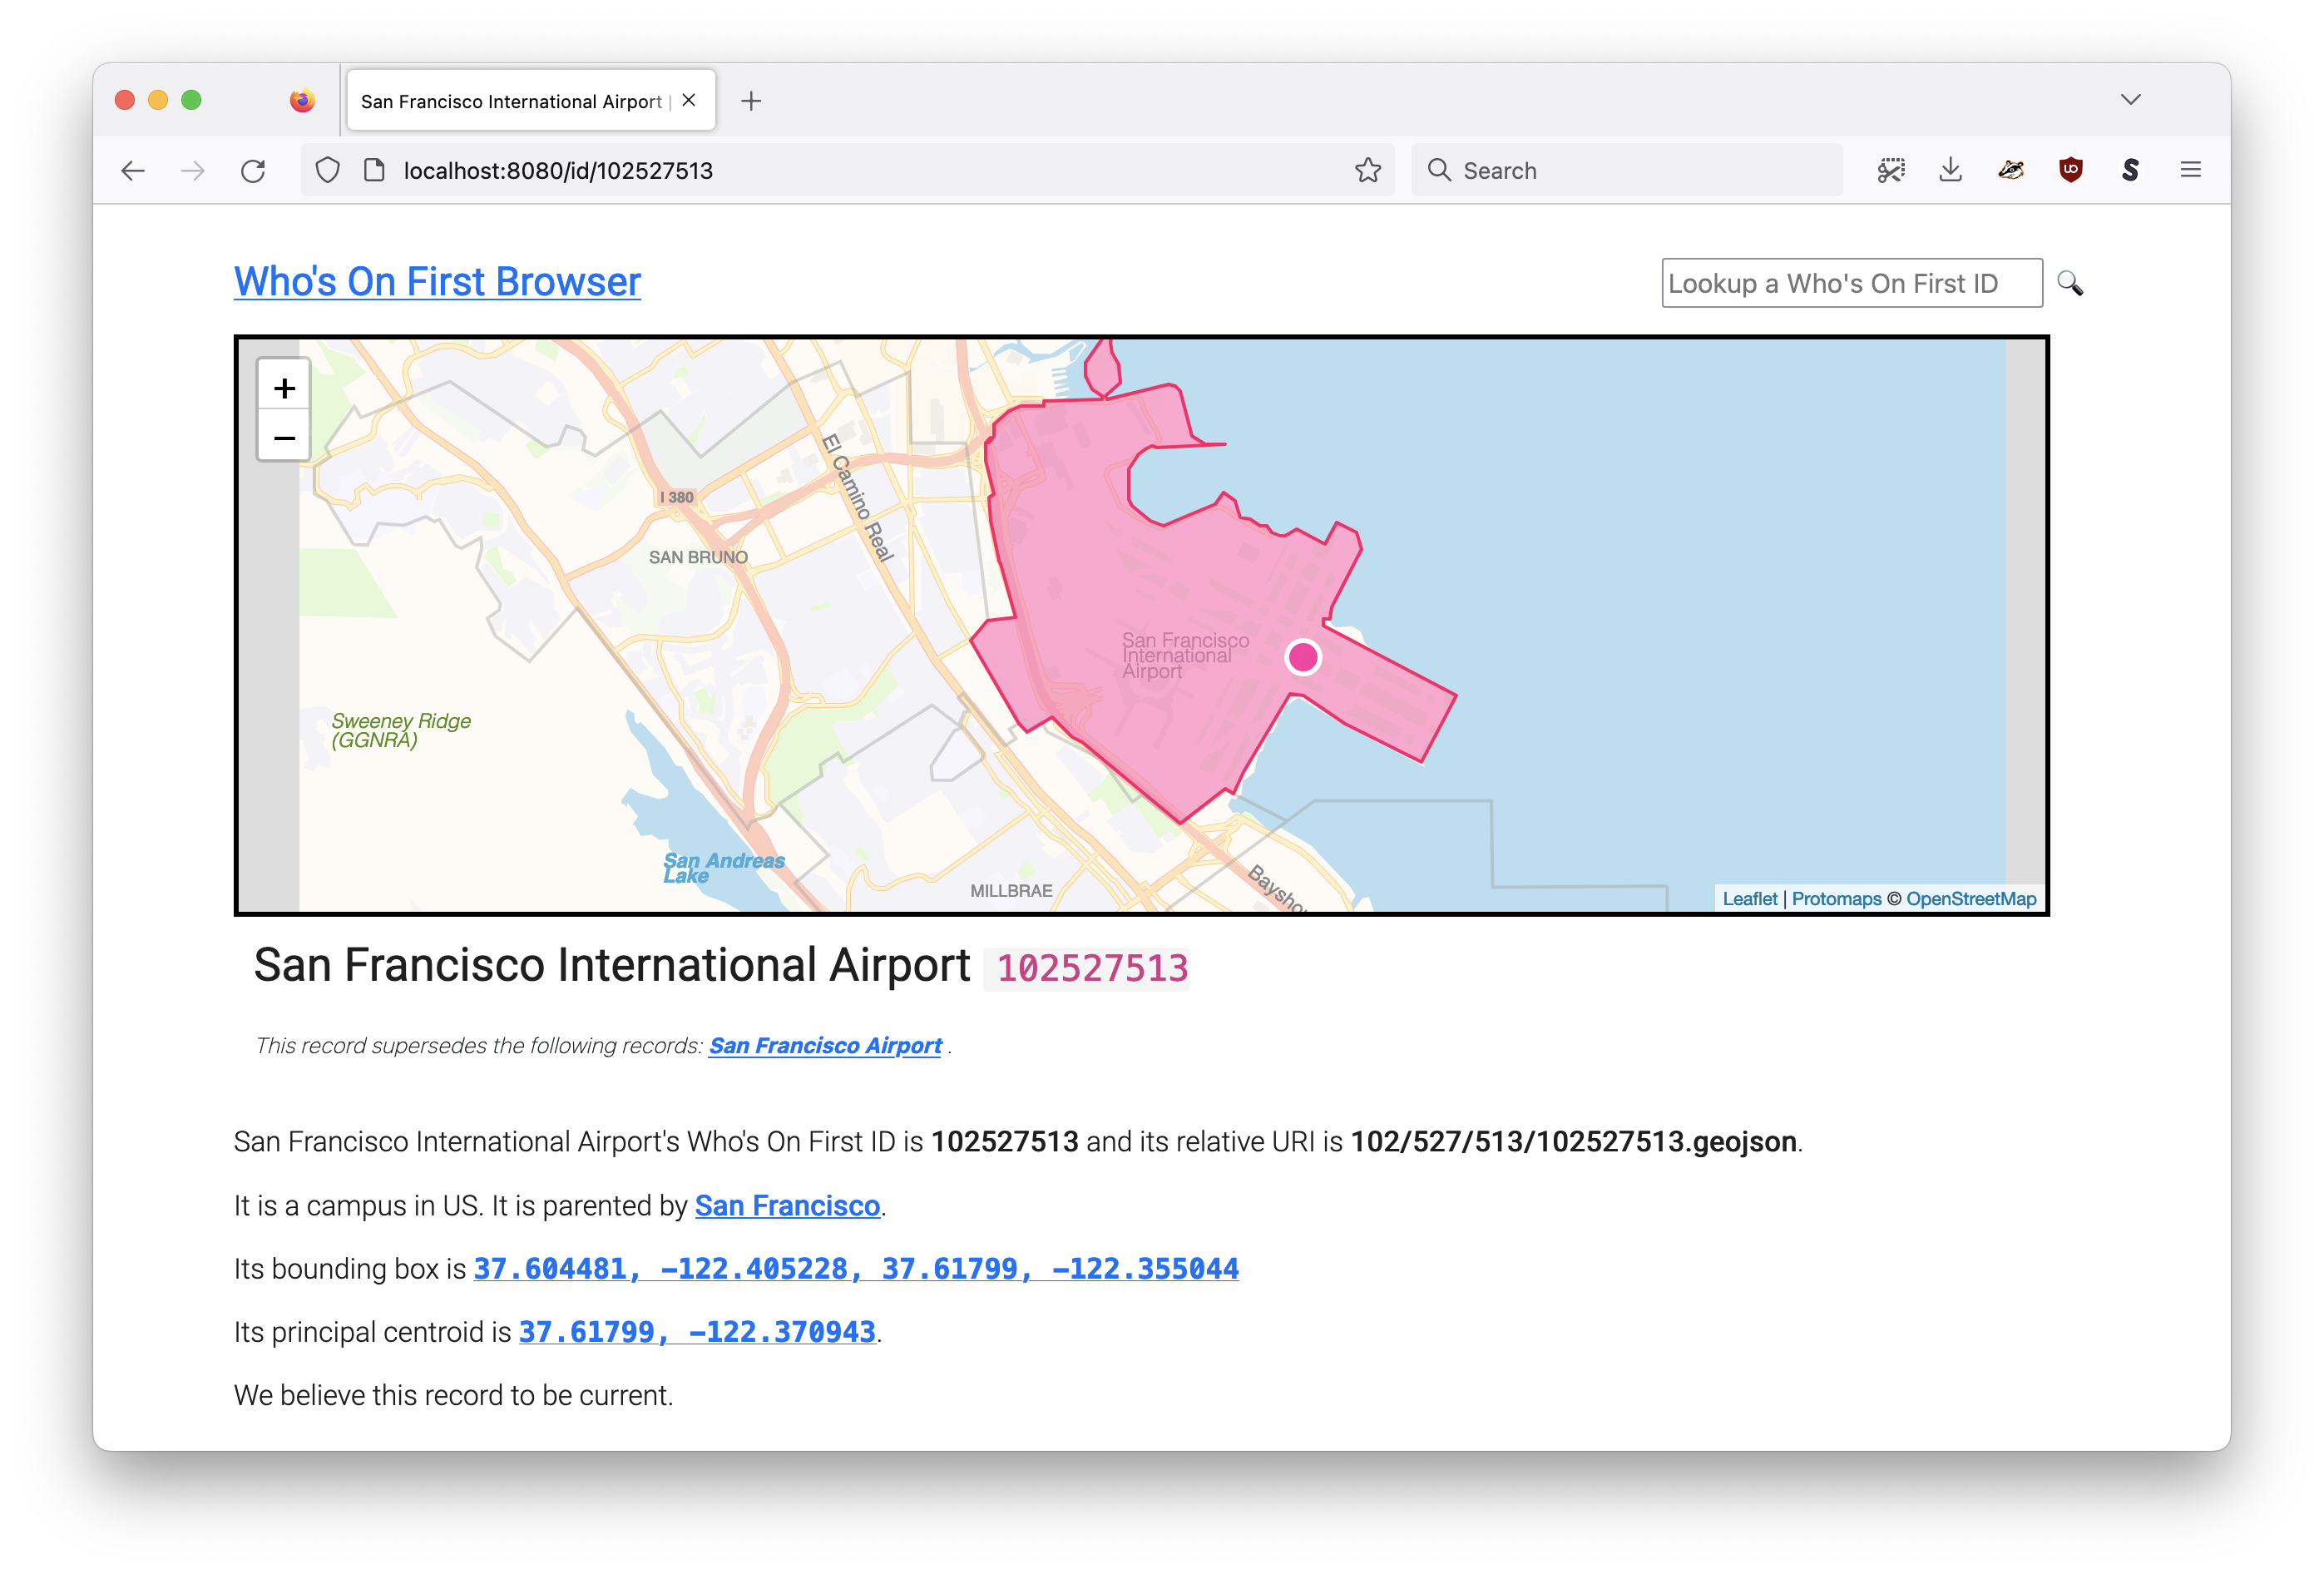 San Francisco International Airport |
localhost:8080/id/102527513
Search
Who's On First Browser
Lookup a Who's On First ID
+
−
I 380
El Camino Real
SAN BRUNO
San Francisco
International
Airport
Sweeney Ridge
(GGNRA)
San Andreas
Lake
MILLBRAE
Baysho
Leaflet | Protomaps © OpenStreetMap
San Francisco International Airport 102527513
This record supersedes the following records: San Francisco Airport .
San Francisco International Airport's Who's On First ID is 102527513 and its relative URI is 102/527/513/102527513.geojson.
It is a campus in US. It is parented by San Francisco.
Its bounding box is 37.604481, -122.405228, 37.61799, -122.355044
Its principal centroid is 37.61799, -122.370943.
We believe this record to be current.